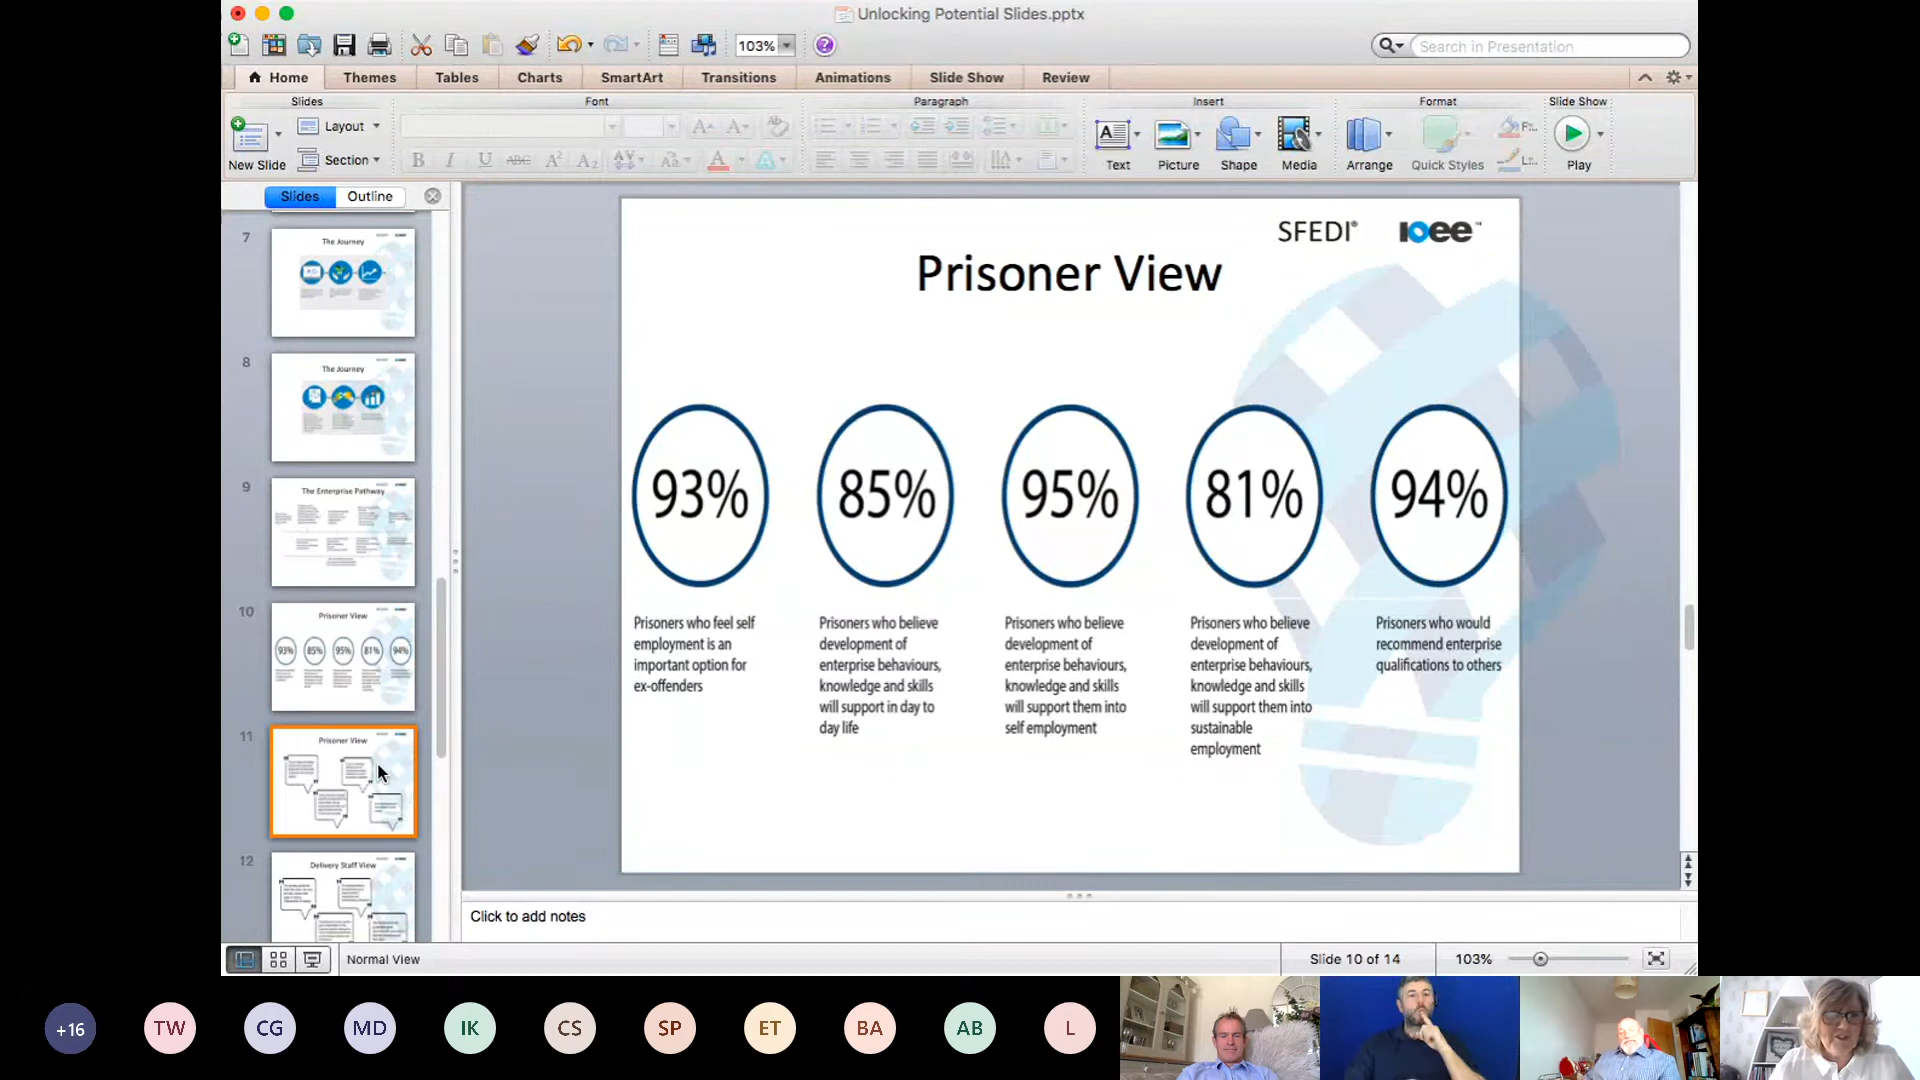 Unlocking Potential Slides.pptx
103%
Search in Presentation
Home Themes Tables Charts SmartArt Transitions Animations Slide Show Review
Slides Font Paragraph Insert Format Slide Show
Layout
Section
New Slide
B I U ABC A² A₂
Text Picture Shape Media Arrange Quick Styles Play
Slides Outline
7
The Journey
8
The Journey
9
The Enterprise Pathway
10
Prisoner View
93% 85% 95% 81% 94%
11
Prisoner View
12
Delivery Staff View
SFEDI® ioee™
Prisoner View
93%
Prisoners who feel self
employment is an
important option for
ex-offenders
85%
Prisoners who believe
development of
enterprise behaviours,
knowledge and skills
will support in day to
day life
95%
Prisoners who believe
development of
enterprise behaviours,
knowledge and skills
will support them into
self employment
81%
Prisoners who believe
development of
enterprise behaviours,
knowledge and skills
will support them into
sustainable
employment
94%
Prisoners who would
recommend enterprise
qualifications to others
Click to add notes
Normal View
Slide 10 of 14
103%
+16 TW CG MD IK CS SP ET BA AB L